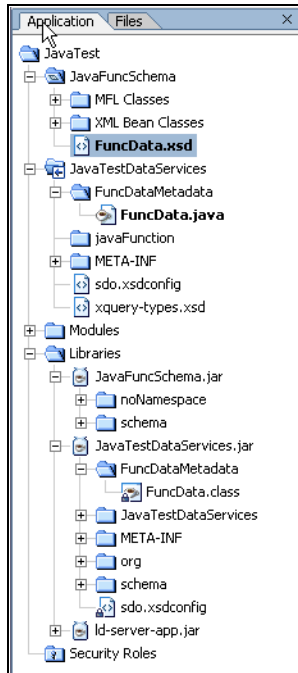 Application Files
JavaTest
JavaFuncSchema
MFL Classes
XML Bean Classes
FuncData.xsd
JavaTestDataServices
FuncDataMetadata
FuncData.java
javaFunction
META-INF
sdo.xsdconfig
xquery-types.xsd
Modules
Libraries
JavaFuncSchema.jar
noNamespace
schema
JavaTestDataServices.jar
FuncDataMetadata
FuncData.class
JavaTestDataServices
META-INF
org
schema
sdo.xsdconfig
ld-server-app.jar
Security Roles